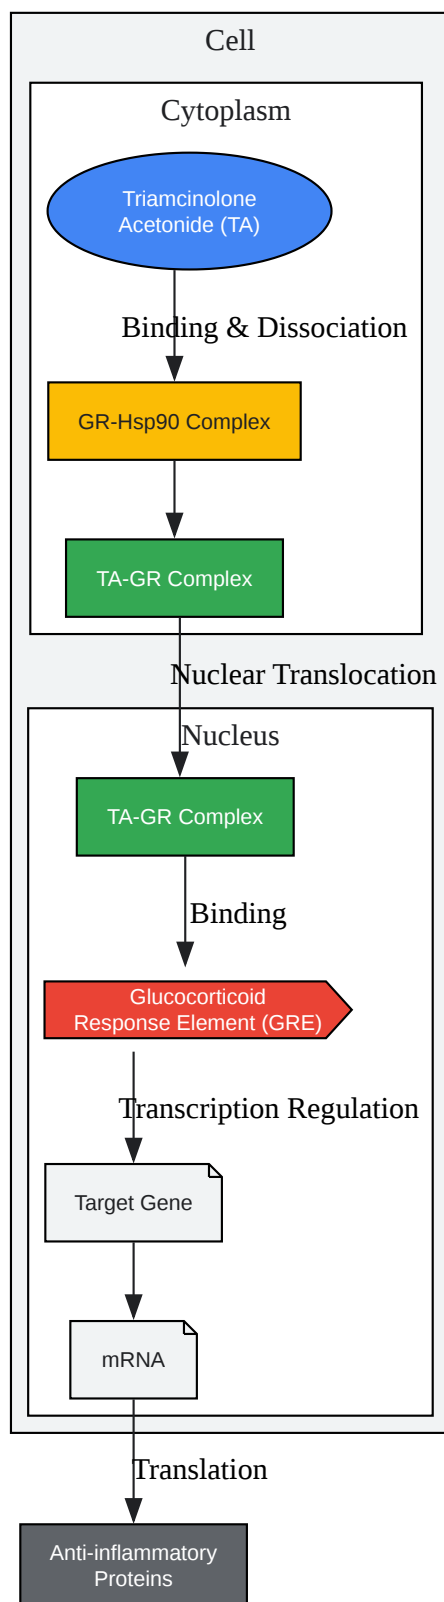 Cell
Cytoplasm
Triamcinolone
Acetonide (TA)
Binding & Dissociation
GR-Hsp90 Complex
TA-GR Complex
Nuclear Translocation
Nucleus
TA-GR Complex
Binding
Glucocorticoid
Response Element (GRE)
Transcription Regulation
Target Gene
mRNA
Translation
Anti-inflammatory
Proteins